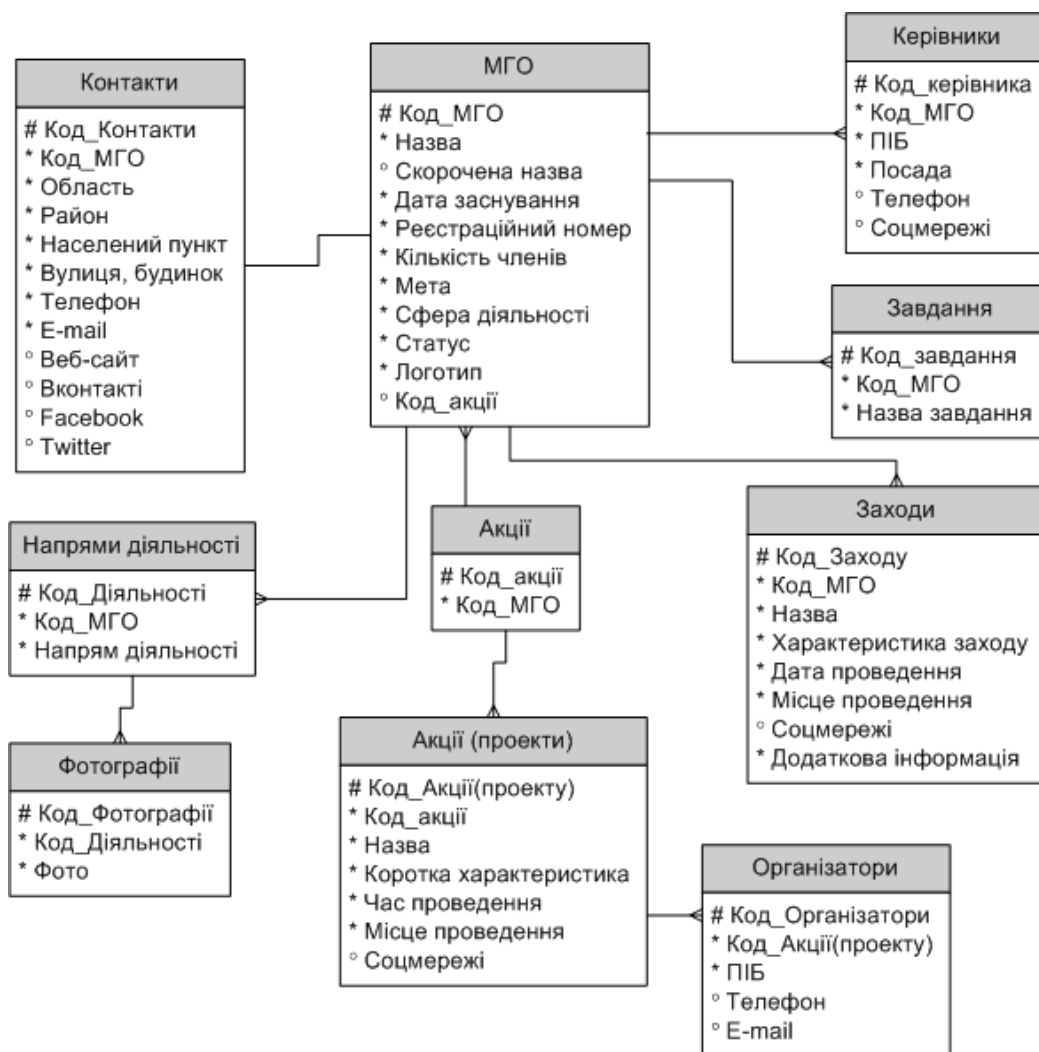 Контакти
# Код_Контакти
* Код_МГО
* Область
* Район
* Населений пункт
* Вулиця, будинок
* Телефон
* E-mail
° Веб-сайт
° Вконтакті
° Facebook
° Twitter
МГО
# Код_МГО
* Назва
° Скорочена назва
* Дата заснування
* Реєстраційний номер
* Кількість членів
* Мета
* Сфера діяльності
* Статус
* Логотип
° Код_акції
Керівники
# Код_керівника
* Код_МГО
* ПІБ
* Посада
° Телефон
° Соцмережі
Завдання
# Код_завдання
* Код_МГО
* Назва завдання
Напрями діяльності
# Код_Діяльності
* Код_МГО
* Напрям діяльності
Акції
# Код_акції
* Код_МГО
Заходи
# Код_Заходу
* Код_МГО
* Назва
* Характеристика заходу
* Дата проведення
* Місце проведення
° Соцмережі
* Додаткова інформація
Фотографії
# Код_Фотографії
* Код_Діяльності
* Фото
Акції (проекти)
# Код_Акції(проекту)
* Код_акції
* Назва
* Коротка характеристика
* Час проведення
* Місце проведення
° Соцмережі
Організатори
# Код_Організатори
* Код_Акції(проекту)
* ПІБ
° Телефон
° E-mail